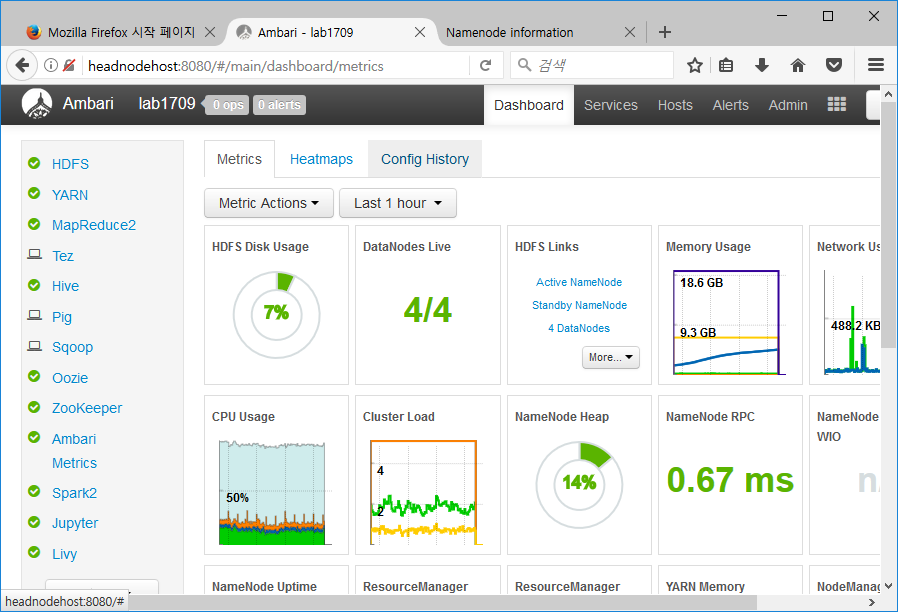 Mozilla Firefox 시작 페이지
Ambari - lab1709
Namenode information
headnodehost:8080/#/main/dashboard/metrics
검색
Ambari lab1709 0 ops 0 alerts Dashboard Services Hosts Alerts Admin
HDFS
YARN
MapReduce2
Tez
Hive
Pig
Sqoop
Oozie
ZooKeeper
Ambari
Metrics
Spark2
Jupyter
Livy
Metrics Heatmaps Config History
Metric Actions Last 1 hour
HDFS Disk Usage
7%
DataNodes Live
4/4
HDFS Links
Active NameNode
Standby NameNode
4 DataNodes
More...
Memory Usage
18.6 GB
9.3 GB
Network Us
488.2 KB
CPU Usage
50%
Cluster Load
4
2
NameNode Heap
14%
NameNode RPC
0.67 ms
NameNode
WIO
n/
NameNode Uptime
ResourceManager
ResourceManager
YARN Memory
NodeManag
headnodehost:8080/#